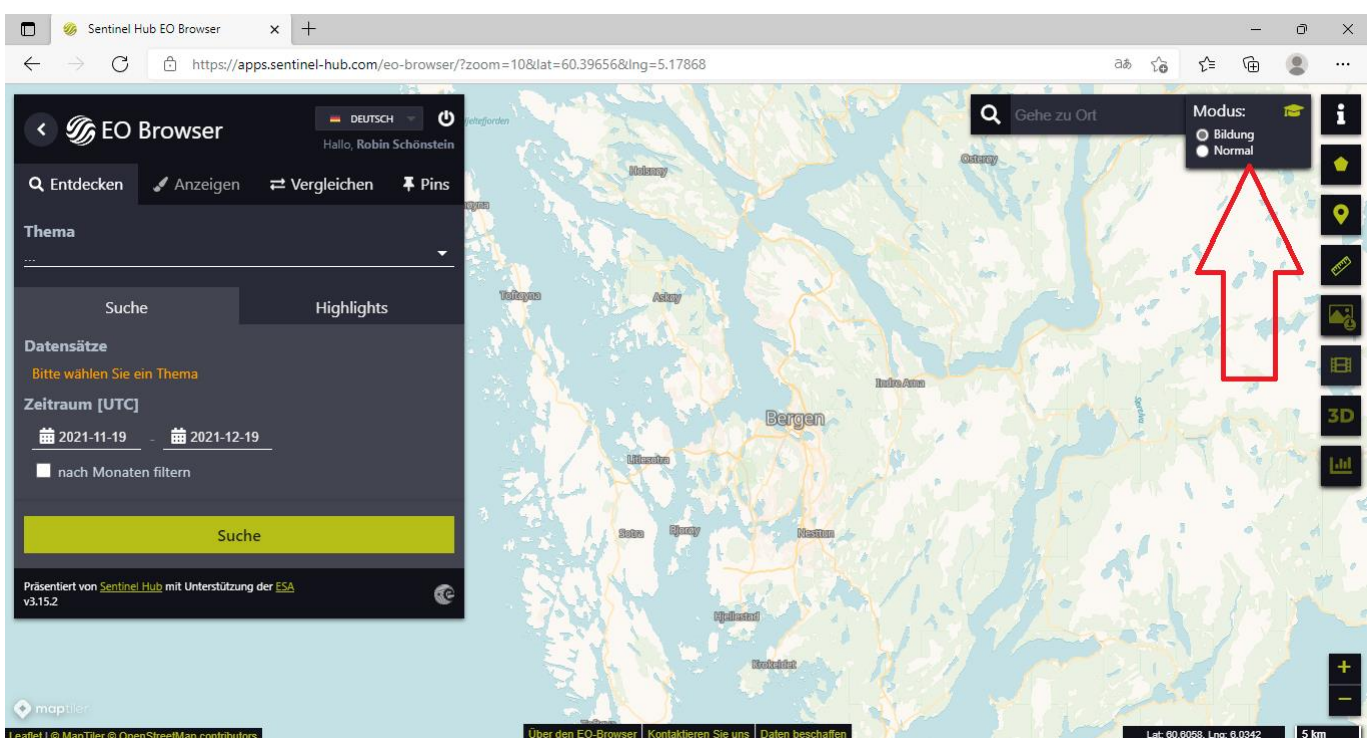 Sentinel Hub EO Browser
https://apps.sentinel-hub.com/eo-browser/?zoom=10&lat=60.39656&lng=5.17868
EO Browser
DEUTSCH
Hallo, Robin Schönstein
Entdecken Anzeigen Vergleichen Pins
Thema
...
Suche Highlights
Datensätze
Bitte wählen Sie ein Thema
Zeitraum [UTC]
2021-11-19 - 2021-12-19
nach Monaten filtern
Suche
Präsentiert von Sentinel Hub mit Unterstützung der ESA
v3.15.2
Gehe zu Ort
Modus:
Bildung
Normal
3D
Holsnøy
Osterøy
Askøy
Indre Arna
Bergen
Litlesotra
Sotra
Bjorøy
Nesttun
Hjellestad
Krokeidet
maptiler
Leaflet | © MapTiler © OpenStreetMap contributors
Über den EO-Browser Kontaktieren Sie uns Daten beschaffen
Lat: 60.6058, Lng: 6.0342
5 km
+
−